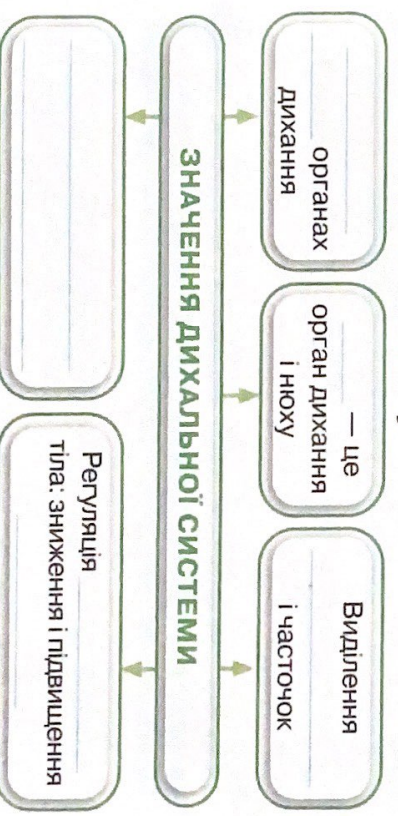 органах
дихання
— це
орган дихання
і нюху
Виділення
і часточок
ЗНАЧЕННЯ ДИХАЛЬНОЇ СИСТЕМИ
Регуляція
тіла: зниження і підвищення